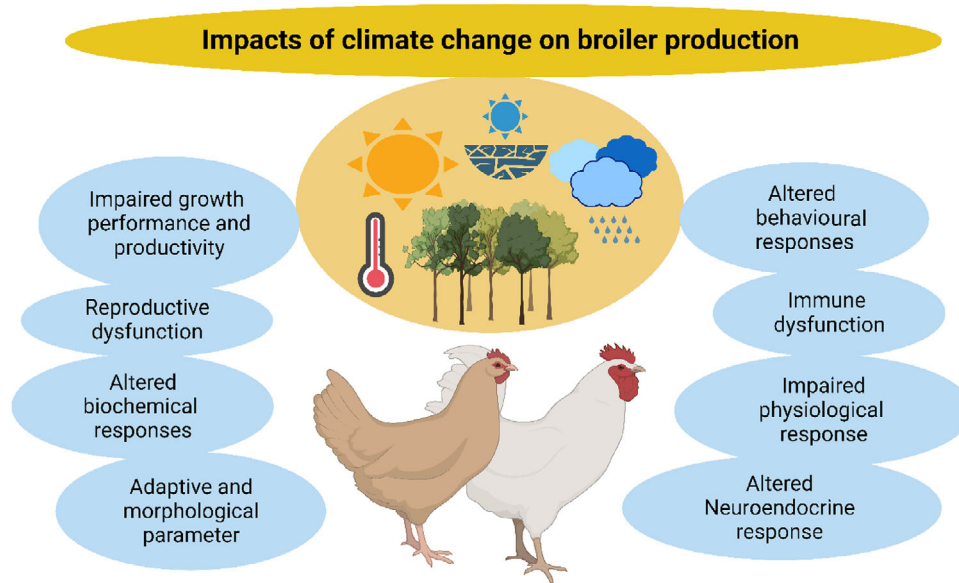 Impacts of climate change on broiler production
Impaired growth
performance and
productivity
Reproductive
dysfunction
Altered
biochemical
responses
Adaptive and
morphological
parameter
Altered
behavioural
responses
Immune
dysfunction
Impaired
physiological
response
Altered
Neuroendocrine
response